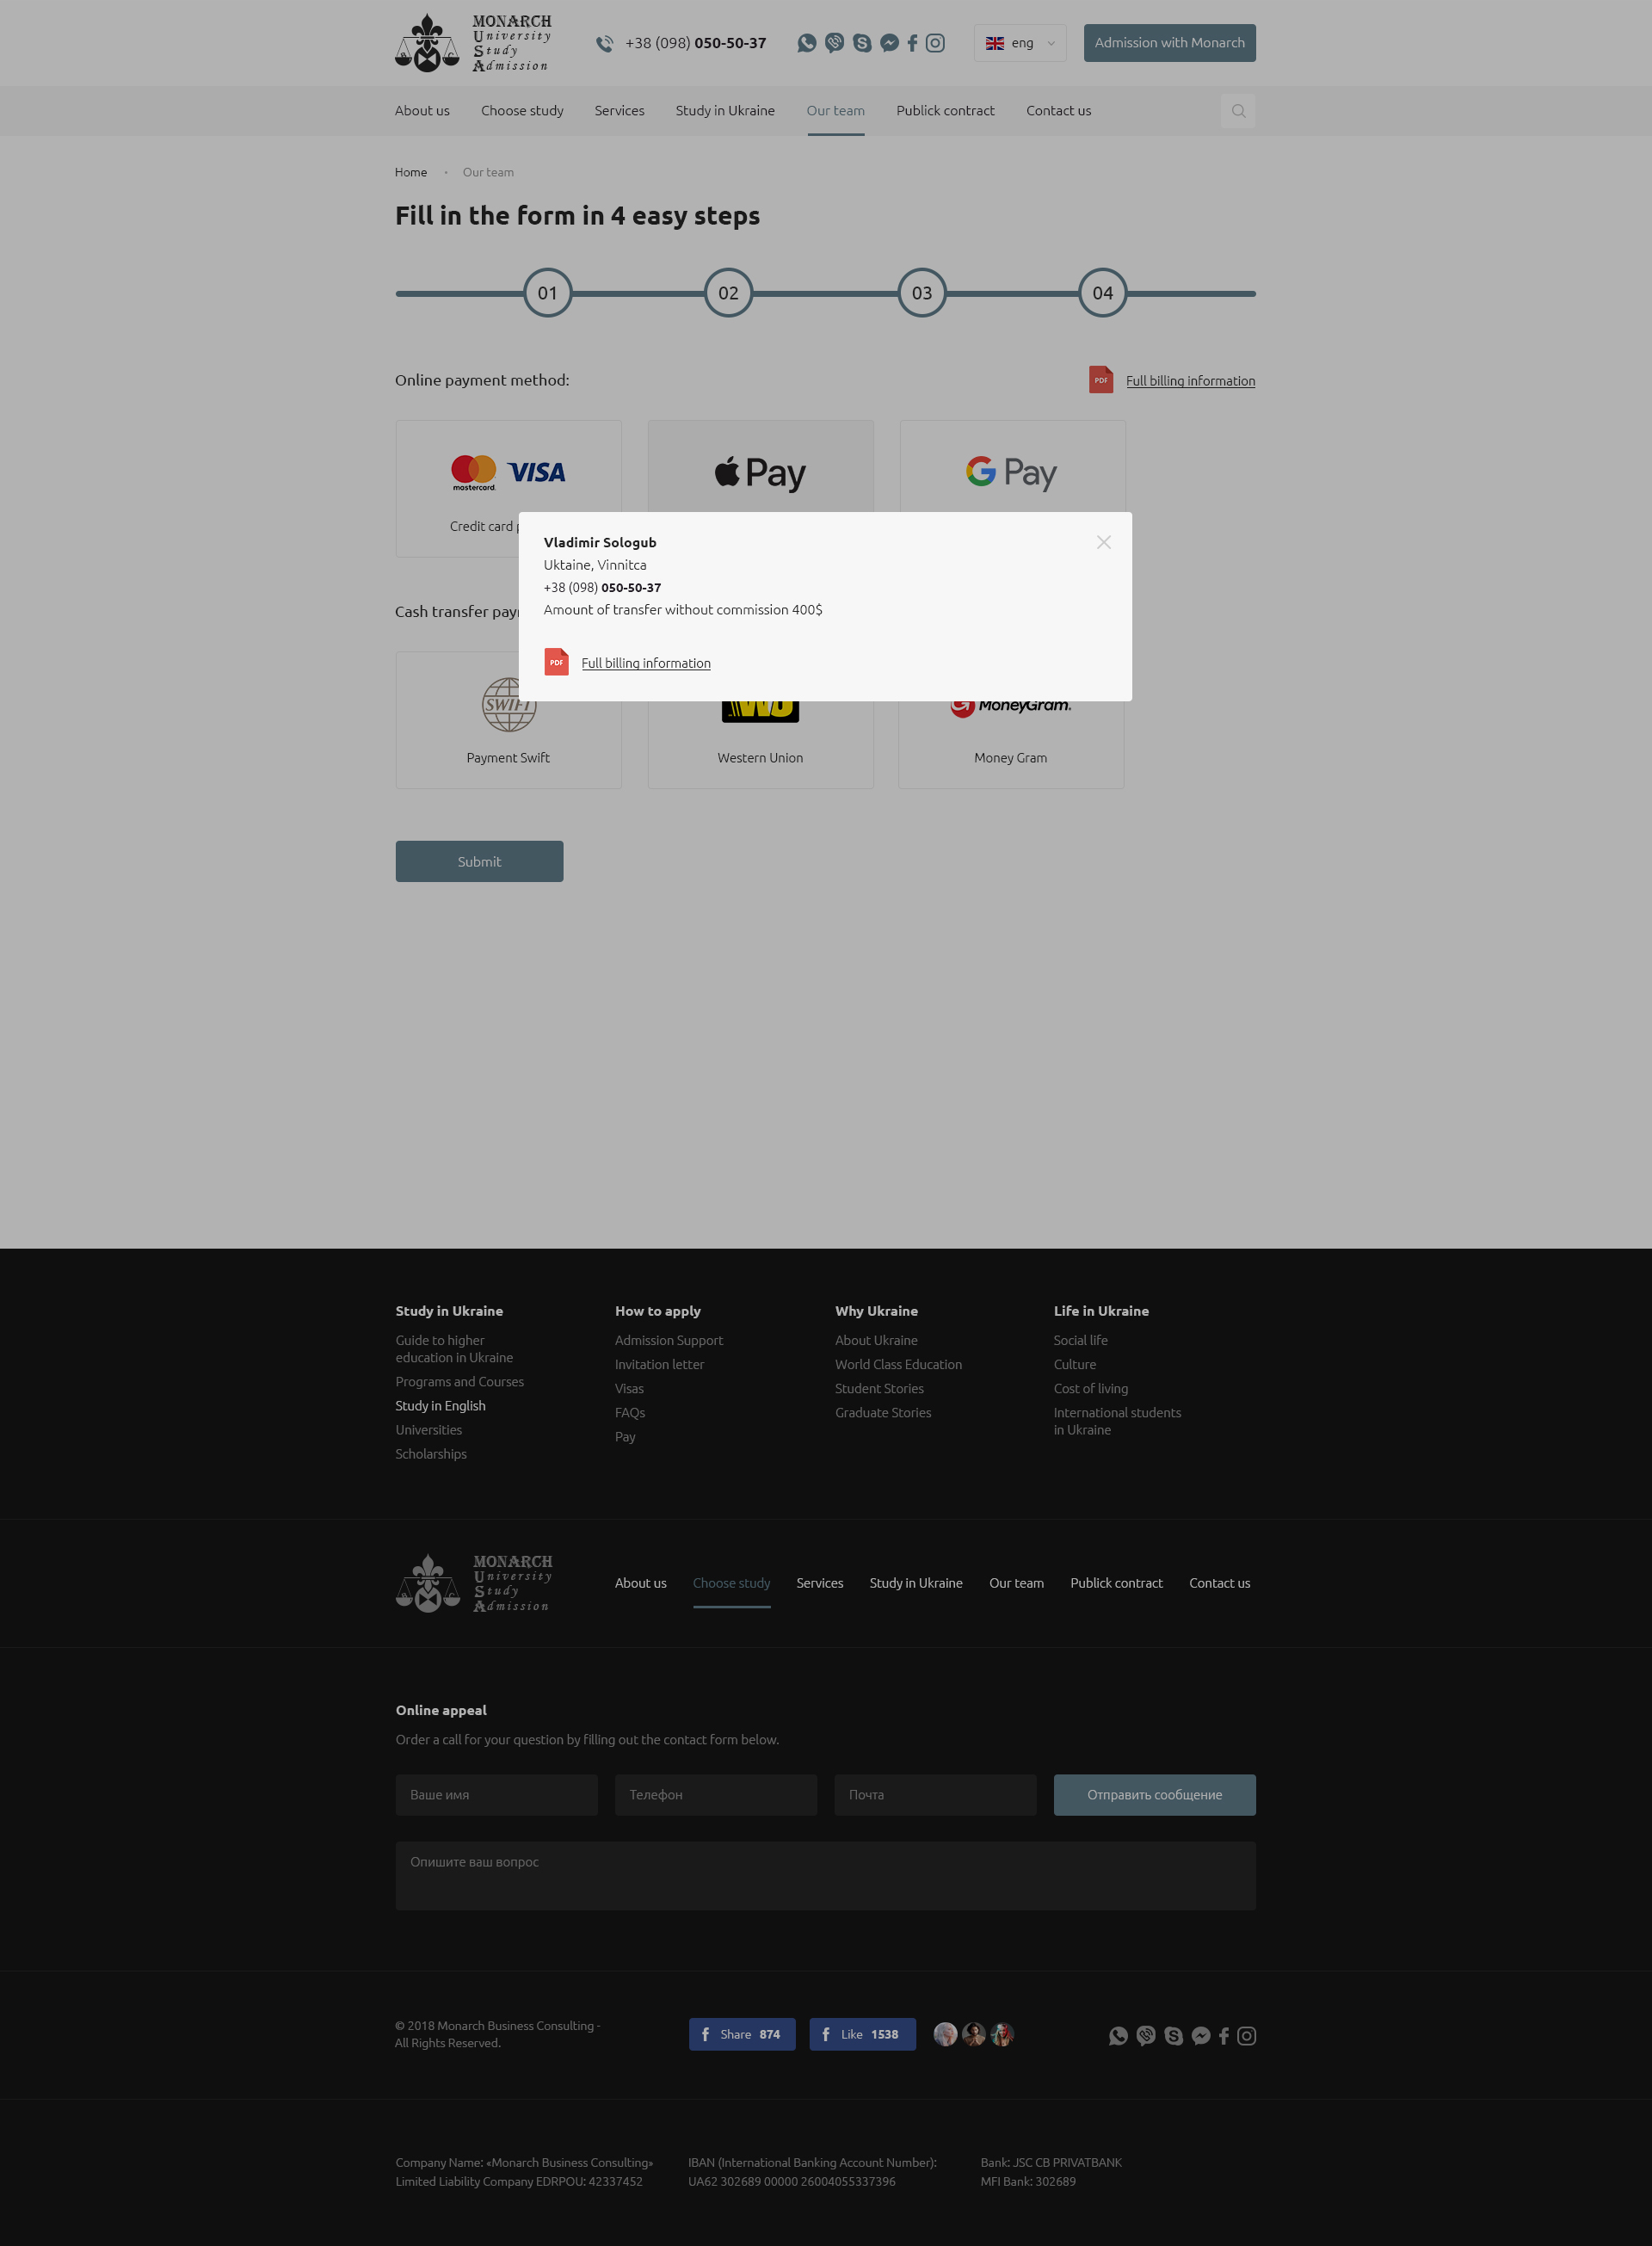 MONARCH
University
Study
Admission
+38 (098) 050-50-37
eng
Admission with Monarch
About us
Choose study
Services
Study in Ukraine
Our team
Publick contract
Contact us
Home
Our team
Fill in the form in 4 easy steps
01
02
03
04
Online payment method:
PDF
Full billing information
mastercard.
VISA
Pay
G Pay
Credit card
Vladimir Sologub
Uktaine, Vinnitca
+38 (098) 050-50-37
Amount of transfer without commission 400$
PDF
Full billing information
Cash transfer
SWIFT
WU
MoneyGram.
Payment Swift
Western Union
Money Gram
Submit
Study in Ukraine
Guide to higher
education in Ukraine
Programs and Courses
Study in English
Universities
Scholarships
How to apply
Admission Support
Invitation letter
Visas
FAQs
Pay
Why Ukraine
About Ukraine
World Class Education
Student Stories
Graduate Stories
Life in Ukraine
Social life
Culture
Cost of living
International students
in Ukraine
MONARCH
University
Study
Admission
About us
Choose study
Services
Study in Ukraine
Our team
Publick contract
Contact us
Online appeal
Order a call for your question by filling out the contact form below.
Ваше имя
Телефон
Почта
Отправить сообщение
Опишите ваш вопрос
© 2018 Monarch Business Consulting -
All Rights Reserved.
Share 874
Like 1538
Company Name: «Monarch Business Consulting»
Limited Liability Company EDRPOU: 42337452
IBAN (International Banking Account Number):
UA62 302689 00000 26004055337396
Bank: JSC CB PRIVATBANK
MFI Bank: 302689